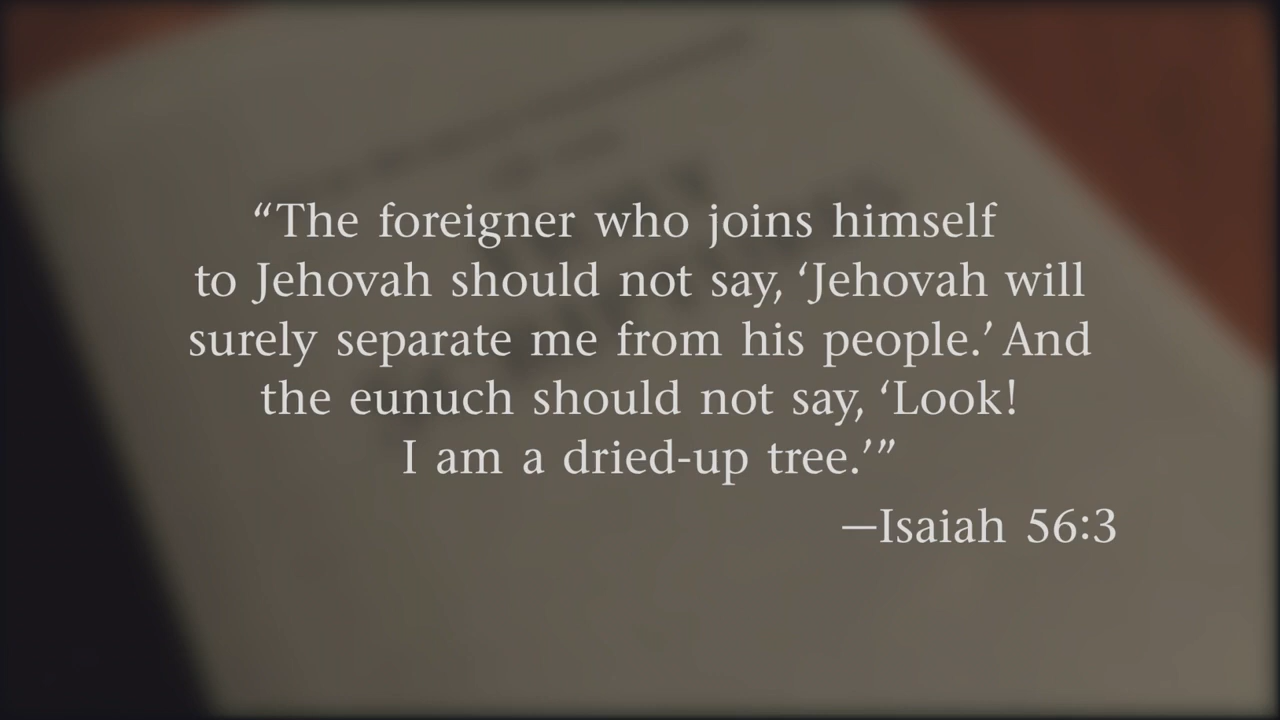 “The foreigner who joins himself
to Jehovah should not say, ‘Jehovah will
surely separate me from his people.’ And
the eunuch should not say, ‘Look!
I am a dried-up tree.’”
—Isaiah 56:3